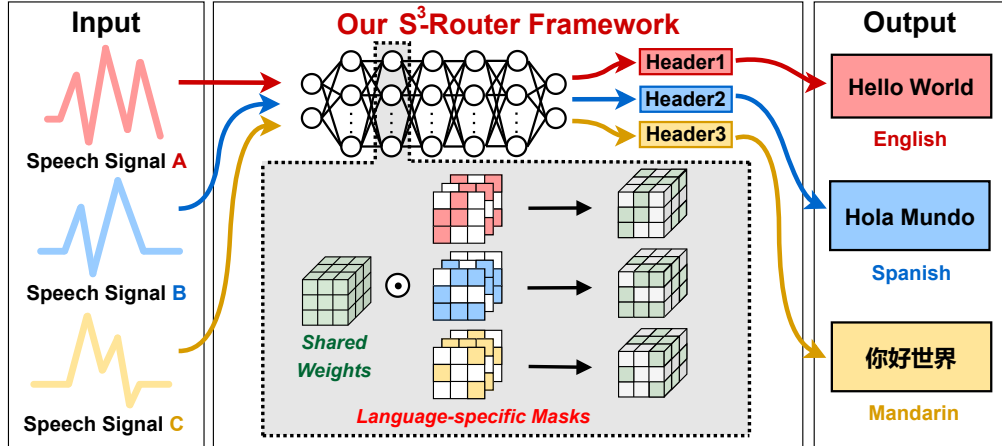 Input
Our S³-Router Framework
Output
Header1
Header2
Header3
Speech Signal A
Speech Signal B
Speech Signal C
Shared
Weights
Language-specific Masks
Hello World
English
Hola Mundo
Spanish
你好世界
Mandarin